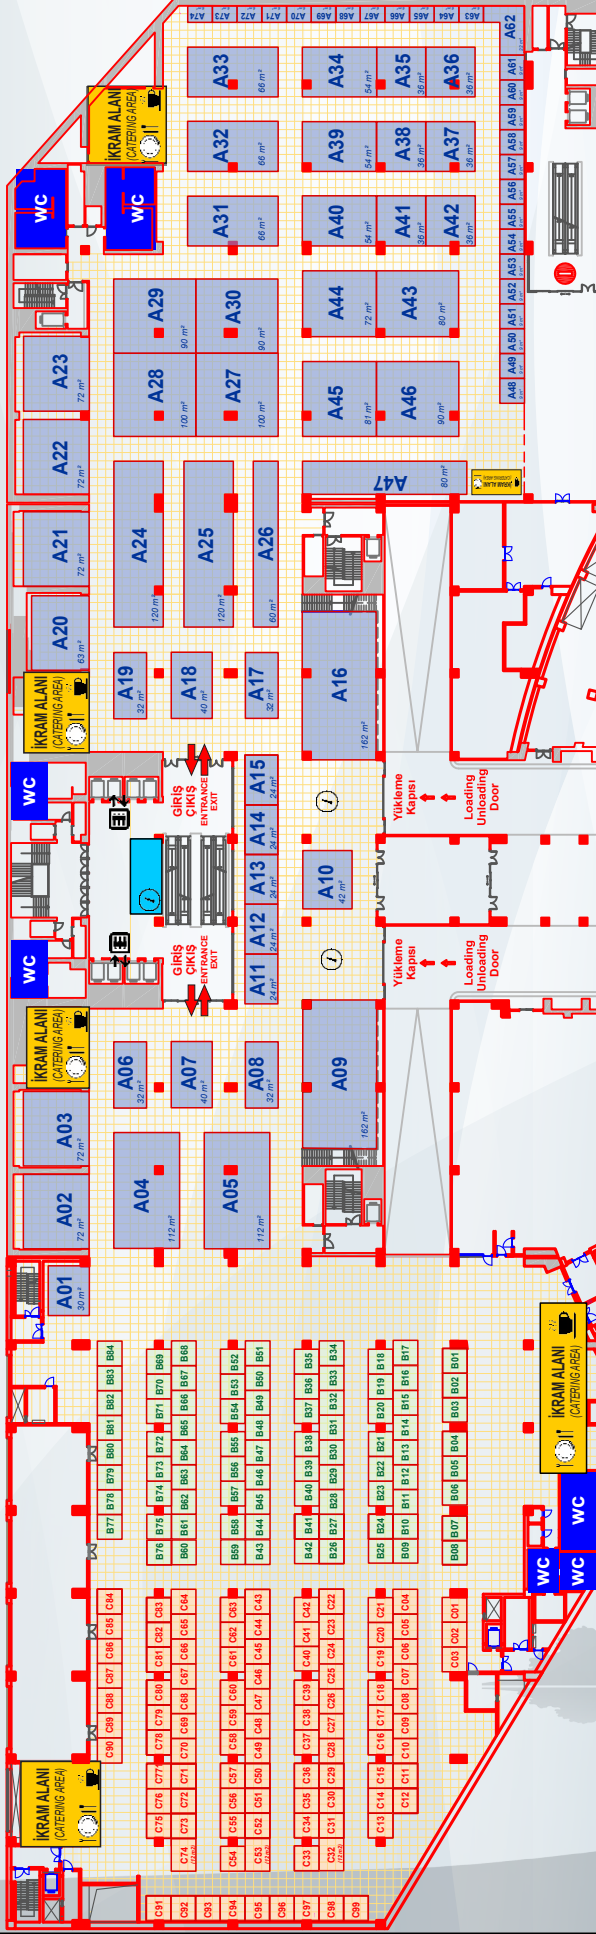 A74
A73
A72
A71
A70
A69
A68
A67
A66
A65
A64
A63
A62
A61
A60
A59
A58
A57
A56
A55
A54
A53
A52
A51
A50
A49
A48
A33
66 m²
A34
54 m²
A35
36 m²
A36
36 m²
İKRAM ALANI
(CATERING AREA)
A32
66 m²
A39
54 m²
A38
36 m²
A37
36 m²
WC
WC
A31
66 m²
A40
54 m²
A41
36 m²
A42
36 m²
A29
90 m²
A30
90 m²
A44
72 m²
A43
80 m²
A23
72 m²
A28
100 m²
A27
100 m²
A45
81 m²
A46
90 m²
A22
72 m²
A47
80 m²
İKRAM ALANI
(CATERING AREA)
A21
72 m²
A24
120 m²
A25
120 m²
A26
60 m²
A20
63 m²
A19
32 m²
A18
40 m²
A17
32 m²
A16
162 m²
İKRAM ALANI
(CATERING AREA)
WC
GİRİŞ
ÇIKIŞ
ENTRANCE
EXIT
A15
24 m²
A14
24 m²
A13
24 m²
A12
24 m²
A11
24 m²
A10
42 m²
i
i
i
Yükleme
Kapısı
Loading
Unloading
Door
WC
GİRİŞ
ÇIKIŞ
ENTRANCE
EXIT
Yükleme
Kapısı
Loading
Unloading
Door
İKRAM ALANI
(CATERING AREA)
A06
32 m²
A07
40 m²
A08
32 m²
A09
162 m²
A03
72 m²
A02
72 m²
A04
112 m²
A05
112 m²
A01
30 m²
İKRAM ALANI
(CATERING AREA)
B84
B83
B82
B81
B80
B79
B78
B77
B69
B70
B71
B72
B73
B74
B75
B76
B68
B67
B66
B65
B64
B63
B62
B61
B60
B52
B53
B54
B55
B56
B57
B58
B59
B51
B50
B49
B48
B47
B46
B45
B44
B43
B35
B36
B37
B38
B39
B40
B41
B42
B34
B33
B32
B31
B30
B29
B28
B27
B26
B18
B19
B20
B21
B22
B23
B24
B25
B17
B16
B15
B14
B13
B12
B11
B10
B09
B01
B02
B03
B04
B05
B06
B07
B08
WC
WC
WC
C84
C85
C86
C87
C88
C89
C90
C83
C82
C81
C80
C79
C78
C77
C76
C75
C64
C65
C66
C67
C68
C69
C70
C71
C72
C73
C74
C63
C62
C61
C60
C59
C58
C57
C56
C55
C54
C43
C44
C45
C46
C47
C48
C49
C50
C51
C52
C53
C42
C41
C40
C39
C38
C37
C36
C35
C34
C33
C22
C23
C24
C25
C26
C27
C28
C29
C30
C31
C32
C21
C20
C19
C18
C17
C16
C15
C14
C13
C04
C05
C06
C07
C08
C09
C10
C11
C12
C01
C02
C03
İKRAM ALANI
(CATERING AREA)
C91
C92
C93
C94
C95
C96
C97
C98
C99